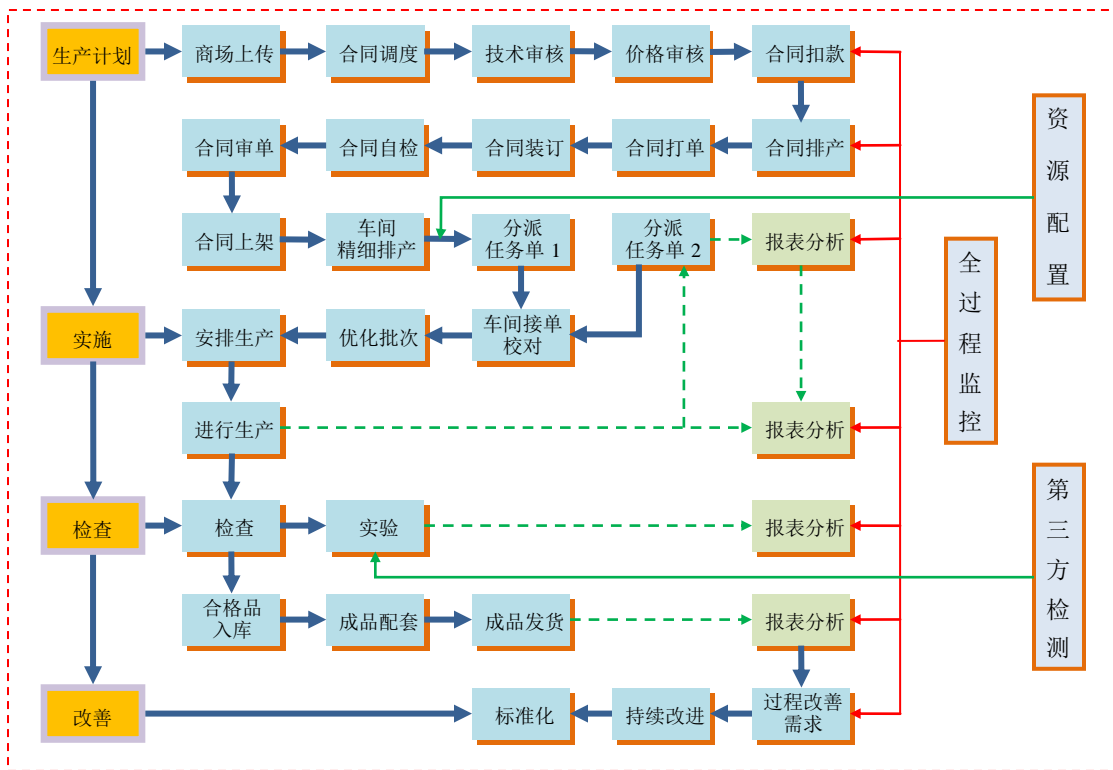 生产计划
商场上传
合同调度
技术审核
价格审核
合同扣款
合同审单
合同自检
合同装订
合同打单
合同排产
合同上架
车间
精细排产
分派
任务单 1
分派
任务单 2
报表分析
实施
安排生产
优化批次
车间接单
校对
进行生产
报表分析
检查
检查
实验
报表分析
合格品
入库
成品配套
成品发货
报表分析
改善
标准化
持续改进
过程改善
需求
资源配置
全过程监控
第三方检测